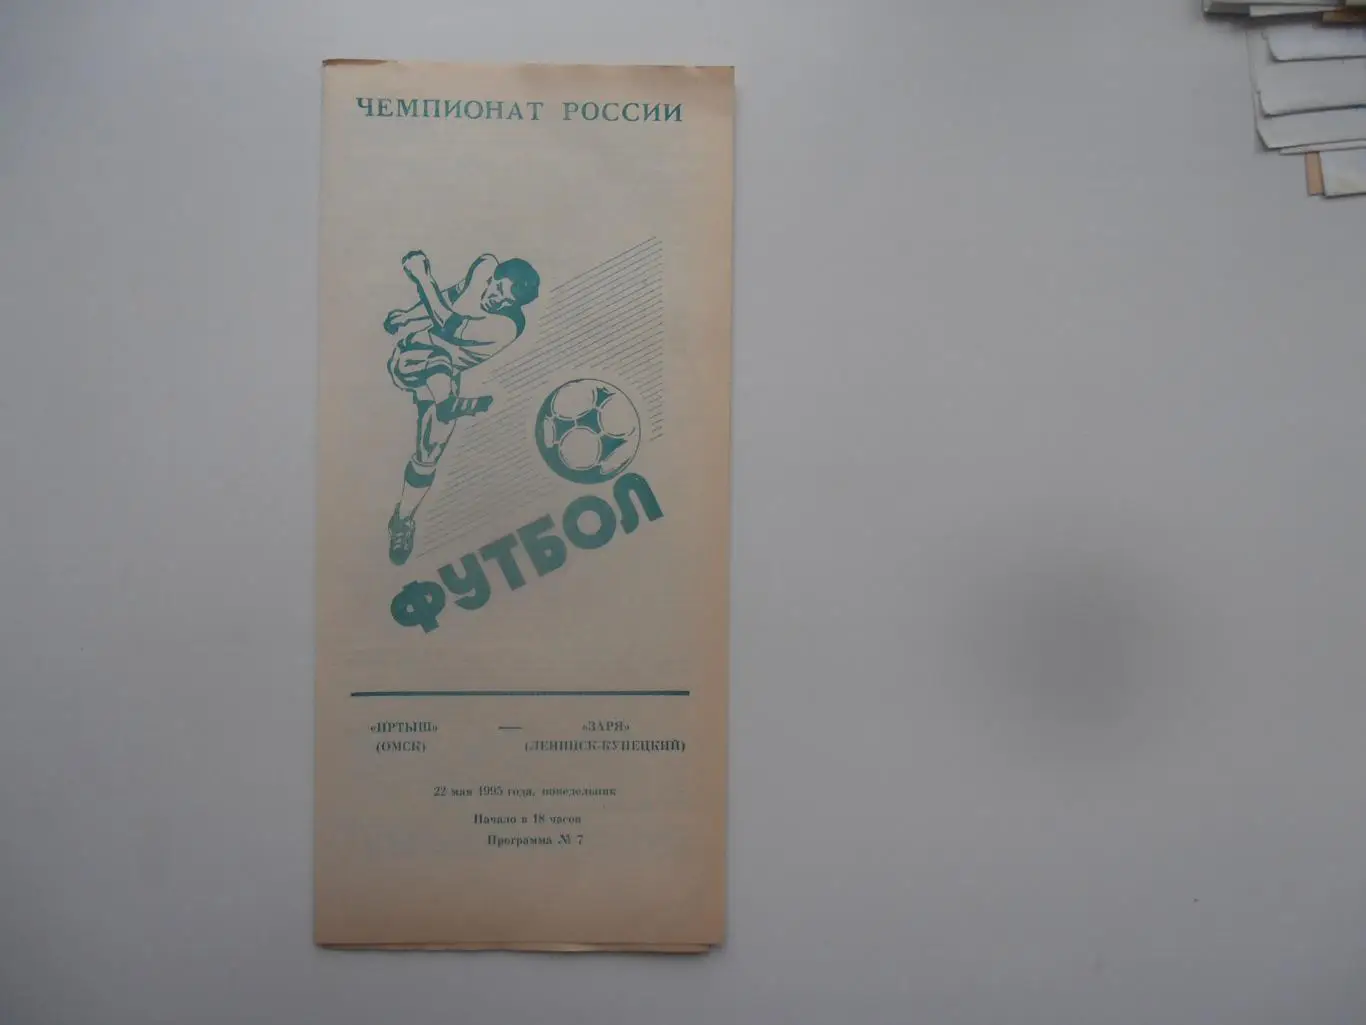 ЧЕМПИОНАТ РОССИИ
ФУТБОЛ
«ИРТЫШ» — «ЗАРЯ»
(ОМСК) (ЛЕНИНСК-КУЗНЕЦКИЙ)
22 мая 1995 года, понедельник
Начало в 18 часов
Программа № 7